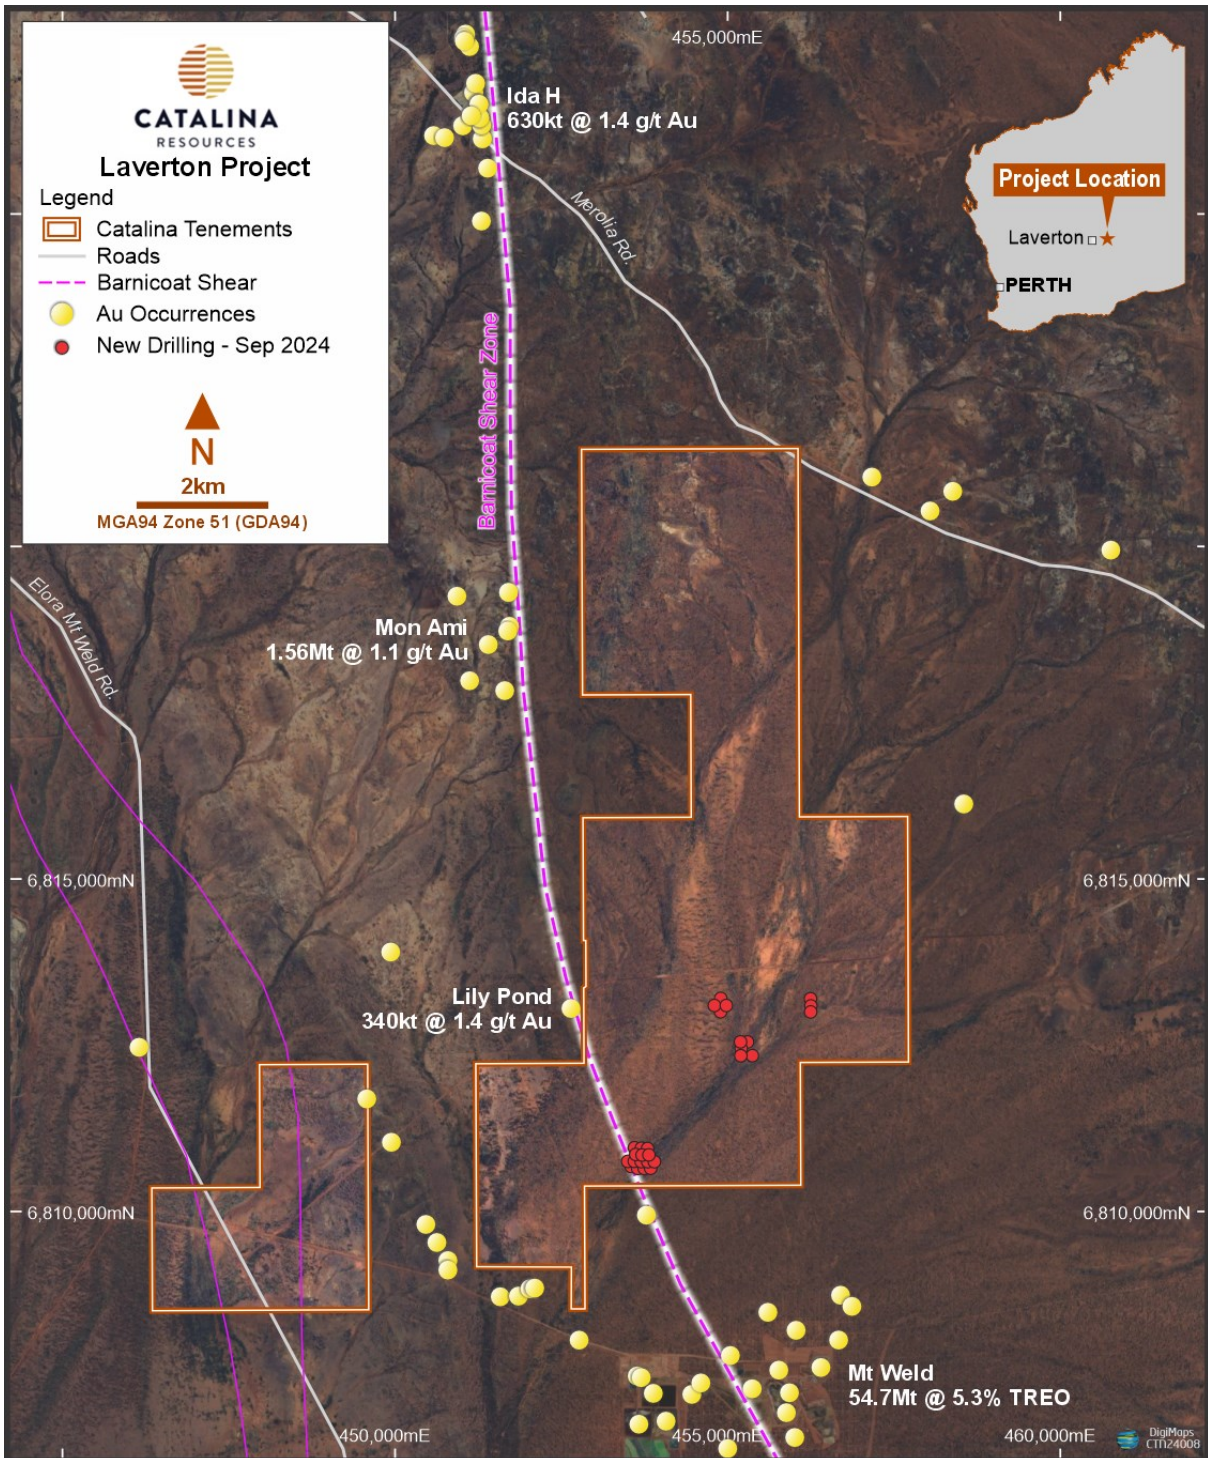 CATALINA
RESOURCES
Laverton Project
Legend
Catalina Tenements
Roads
Barnicoat Shear
Au Occurrences
New Drilling - Sep 2024
N
2km
MGA94 Zone 51 (GDA94)
455,000mE
Ida H
630kt @ 1.4 g/t Au
Merolia Rd.
Project Location
Laverton
PERTH
Barnicoat Shear Zone
Elora Mt Weld Rd.
Mon Ami
1.56Mt @ 1.1 g/t Au
6,815,000mN
6,815,000mN
Lily Pond
340kt @ 1.4 g/t Au
6,810,000mN
6,810,000mN
Mt Weld
54.7Mt @ 5.3% TREO
450,000mE
455,000mE
460,000mE
DigiMaps
CTN24008